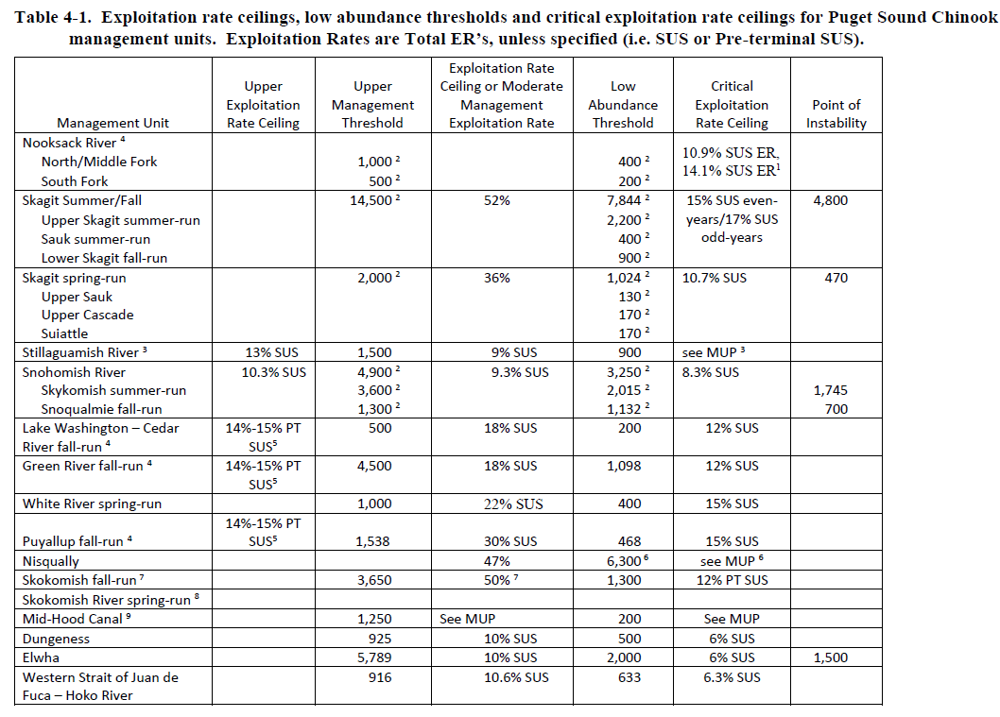 Table 4-1. Exploitation rate ceilings, low abundance thresholds and critical exploitation rate ceilings for Puget Sound Chinook
management units. Exploitation Rates are Total ER's, unless specified (i.e. SUS or Pre-terminal SUS).
Management Unit | Upper Exploitation Rate Ceiling | Upper Management Threshold | Exploitation Rate Ceiling or Moderate Management Exploitation Rate | Low Abundance Threshold | Critical Exploitation Rate Ceiling | Point of Instability
Nooksack River ⁴ | | | | | 10.9% SUS ER, 14.1% SUS ER¹ |
North/Middle Fork | | 1,000 ² | | 400 ² | |
South Fork | | 500 ² | | 200 ² | |
Skagit Summer/Fall | | 14,500 ² | 52% | 7,844 ² | 15% SUS even-years/17% SUS odd-years | 4,800
Upper Skagit summer-run | | | | 2,200 ² | |
Sauk summer-run | | | | 400 ² | |
Lower Skagit fall-run | | | | 900 ² | |
Skagit spring-run | | 2,000 ² | 36% | 1,024 ² | 10.7% SUS | 470
Upper Sauk | | | | 130 ² | |
Upper Cascade | | | | 170 ² | |
Suiattle | | | | 170 ² | |
Stillaguamish River ³ | 13% SUS | 1,500 | 9% SUS | 900 | see MUP ³ |
Snohomish River | 10.3% SUS | 4,900 ² | 9.3% SUS | 3,250 ² | 8.3% SUS |
Skykomish summer-run | | 3,600 ² | | 2,015 ² | | 1,745
Snoqualmie fall-run | | 1,300 ² | | 1,132 ² | | 700
Lake Washington – Cedar River fall-run ⁴ | 14%-15% PT SUS⁵ | 500 | 18% SUS | 200 | 12% SUS |
Green River fall-run ⁴ | 14%-15% PT SUS⁵ | 4,500 | 18% SUS | 1,098 | 12% SUS |
White River spring-run | | 1,000 | 22% SUS | 400 | 15% SUS |
Puyallup fall-run ⁴ | 14%-15% PT SUS⁵ | 1,538 | 30% SUS | 468 | 15% SUS |
Nisqually | | | 47% | 6,300⁶ | see MUP ⁶ |
Skokomish fall-run ⁷ | | 3,650 | 50% ⁷ | 1,300 | 12% PT SUS |
Skokomish River spring-run ⁸ | | | | | |
Mid-Hood Canal ⁹ | | 1,250 | See MUP | 200 | See MUP |
Dungeness | | 925 | 10% SUS | 500 | 6% SUS |
Elwha | | 5,789 | 10% SUS | 2,000 | 6% SUS | 1,500
Western Strait of Juan de Fuca – Hoko River | | 916 | 10.6% SUS | 633 | 6.3% SUS |